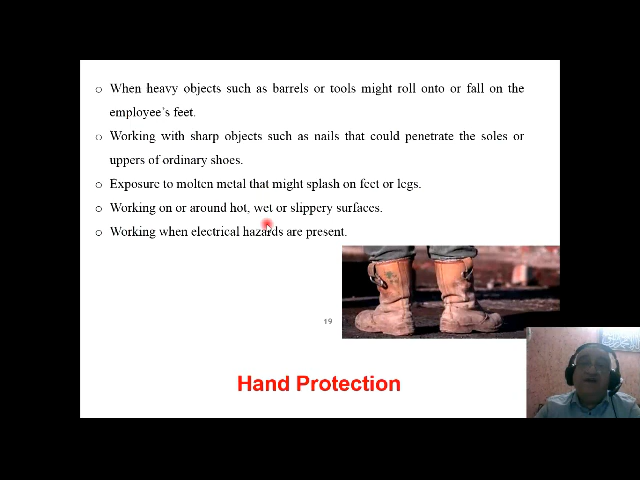 o When heavy objects such as barrels or tools might roll onto or fall on the
employee's feet.
o Working with sharp objects such as nails that could penetrate the soles or
uppers of ordinary shoes.
o Exposure to molten metal that might splash on feet or legs.
o Working on or around hot, wet or slippery surfaces.
o Working when electrical hazards are present.
19
Hand Protection